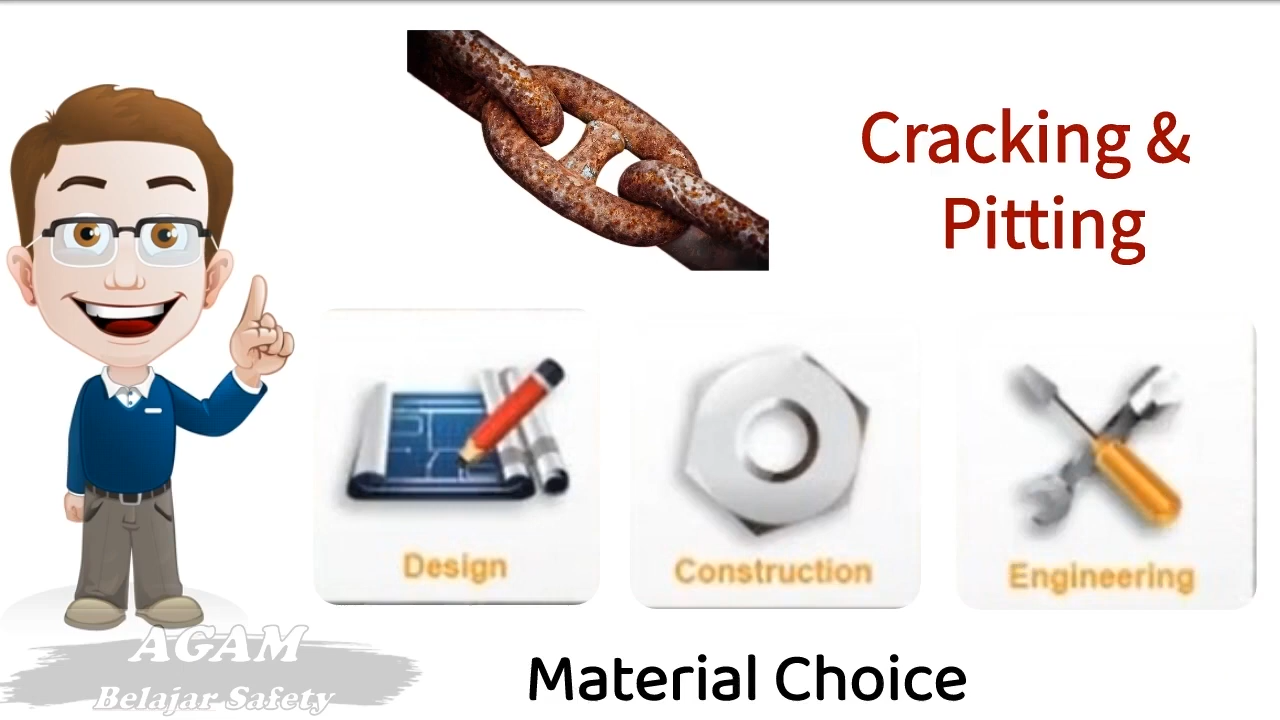 Cracking &
Pitting
Design
Construction
Engineering
AGAM
Belajar Safety
Material Choice